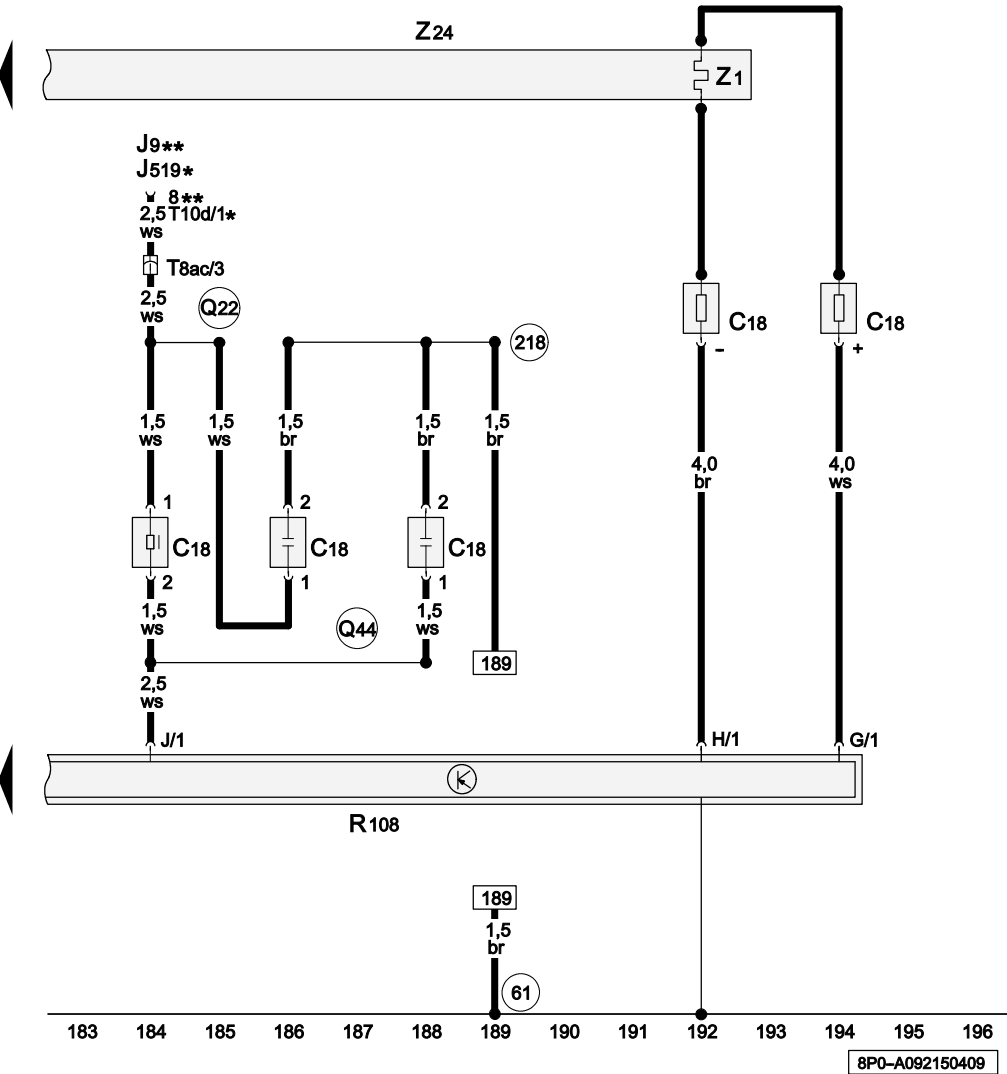 Z24
Z1
J9**
J519*
8**
2,5 T10d/1*
ws
T8ac/3
2,5
ws
Q22
C18
C18
-
+
218
1,5
ws
1,5
ws
1,5
br
1,5
br
1,5
br
4,0
br
4,0
ws
1
2
2
C18
C18
C18
2
1
1
1,5
ws
Q44
1,5
ws
189
2,5
ws
J/1
H/1
G/1
R108
189
1,5
br
61
183 184 185 186 187 188 189 190 191 192 193 194 195 196
8P0-A092150409